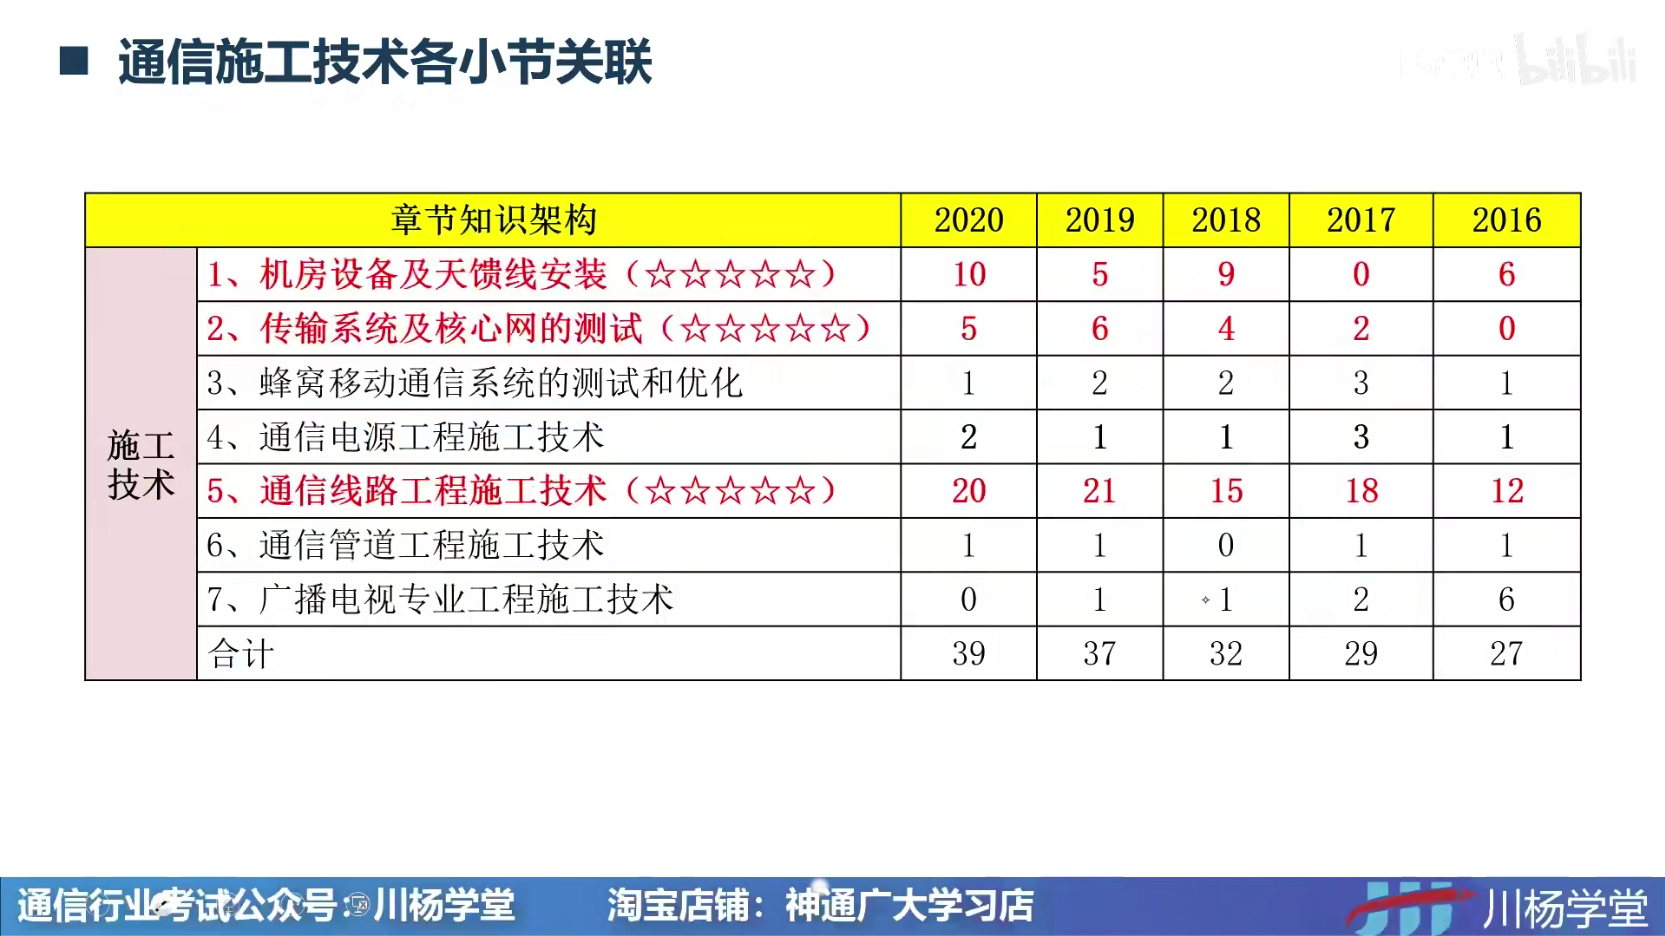 通信施工技术各小节关联
bilibili
章节知识架构 2020 2019 2018 2017 2016
施工技术
1、机房设备及天馈线安装（☆☆☆☆☆） 10 5 9 0 6
2、传输系统及核心网的测试（☆☆☆☆☆） 5 6 4 2 0
3、蜂窝移动通信系统的测试和优化 1 2 2 3 1
4、通信电源工程施工技术 2 1 1 3 1
5、通信线路工程施工技术（☆☆☆☆☆） 20 21 15 18 12
6、通信管道工程施工技术 1 1 0 1 1
7、广播电视专业工程施工技术 0 1 1 2 6
合计 39 37 32 29 27
通信行业考试公众号：川杨学堂 淘宝店铺：神通广大学习店 川杨学堂